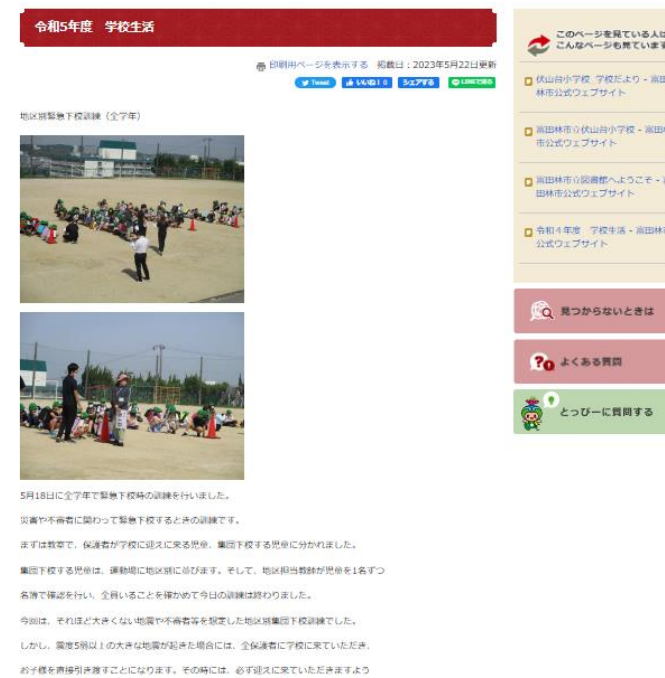 令和5年度 学校生活
印刷用ページを表示する 掲載日：2023年5月22日更新
Tweet いいね！0 シェアする LINEで送る
地区別緊急下校訓練（全学年）
5月18日に全学年で緊急下校時の訓練を行いました。
災害や不審者に関わって緊急下校するときの訓練です。
まずは教室で、保護者が学校に迎えに来る児童、集団下校する児童に分かれました。
集団下校する児童は、運動場に地区別に並びます。そして、地区担当教師が児童を1名ずつ
名簿で確認を行い、全員いることを確かめて今日の訓練は終わりました。
今回は、それほど大きくない地震や不審者等を想定した地区別集団下校訓練でした。
しかし、震度5弱以上の大きな地震が起きた場合には、全保護者に学校に来ていただき、
お子様を直接引き渡すことになります。その時には、必ず迎えに来ていただきますよう
このページを見ている人は
こんなページも見ています
伏山台小学校 学校だより - 富田
林市公式ウェブサイト
富田林市立伏山台小学校 - 富田林
市公式ウェブサイト
富田林市立図書館へようこそ - 富
田林市公式ウェブサイト
令和4年度 学校生活 - 富田林市
公式ウェブサイト
見つからないときは
よくある質問
とっぴーに質問する